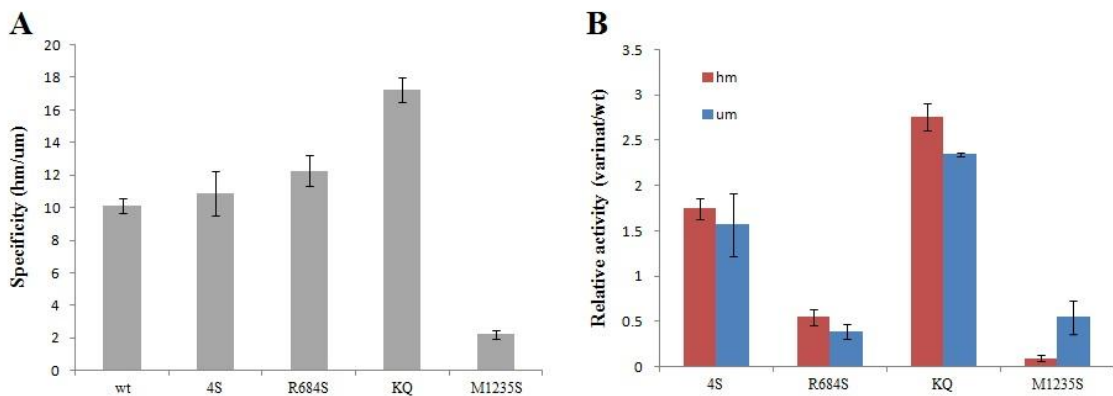 A
Specificity (hm/um)
20
18
16
14
12
10
8
6
4
2
0
wt 4S R684S KQ M1235S
B
Relative activity (varinat/wt)
3.5
3
2.5
2
1.5
1
0.5
0
hm
um
4S R684S KQ M1235S